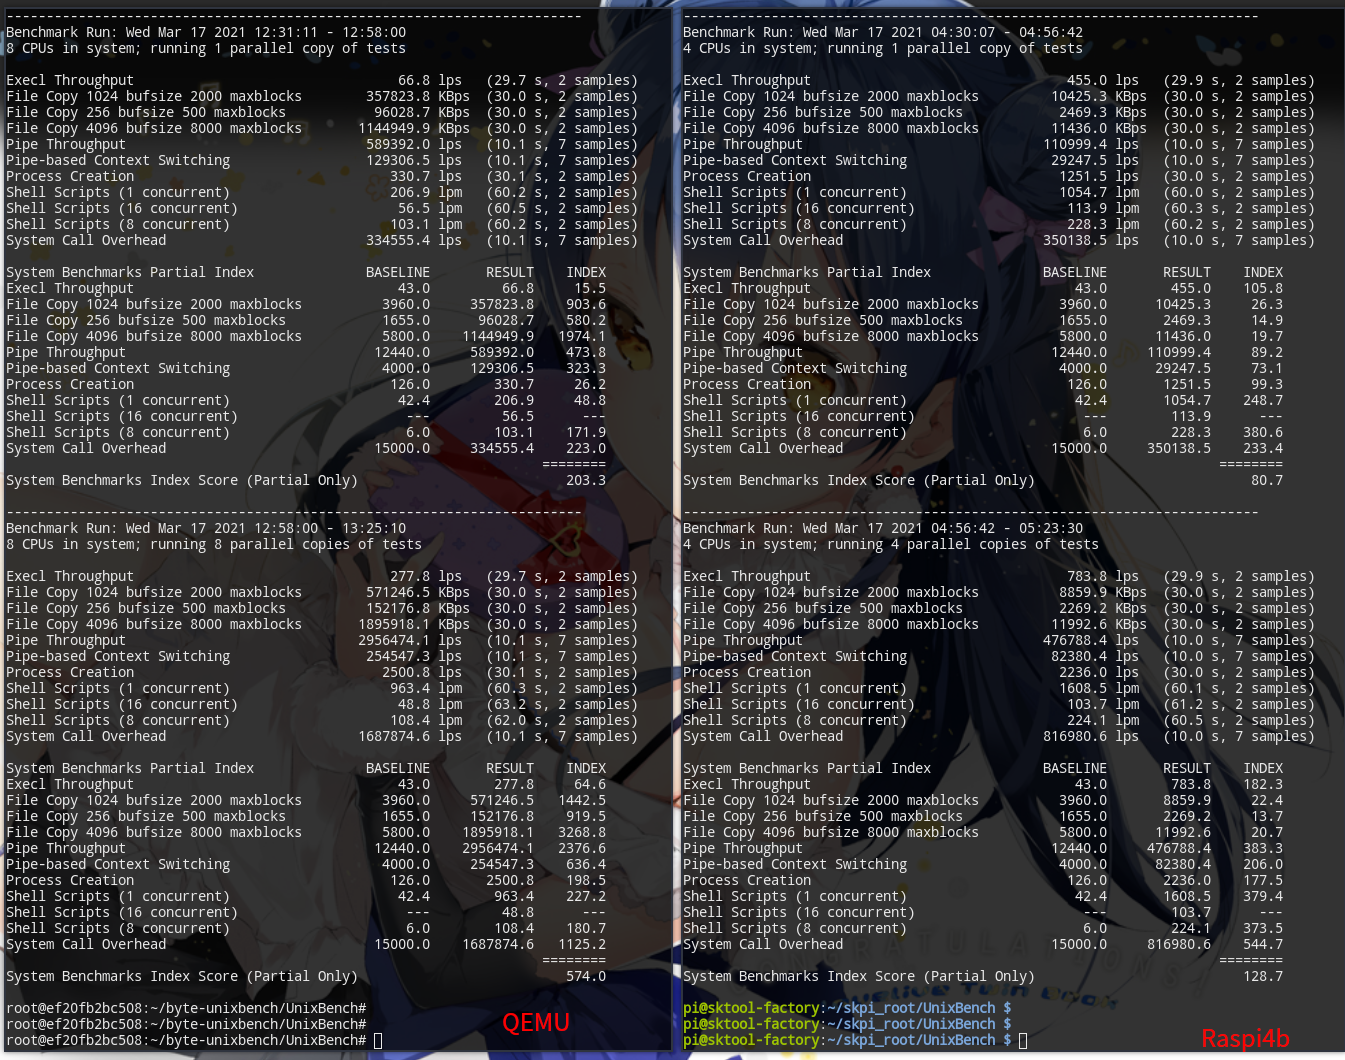 ------------------------------------------------------------------------
Benchmark Run: Wed Mar 17 2021 12:31:11 - 12:58:00
8 CPUs in system; running 1 parallel copy of tests
Execl Throughput 66.8 lps (29.7 s, 2 samples)
File Copy 1024 bufsize 2000 maxblocks 357823.8 KBps (30.0 s, 2 samples)
File Copy 256 bufsize 500 maxblocks 96028.7 KBps (30.0 s, 2 samples)
File Copy 4096 bufsize 8000 maxblocks 1144949.9 KBps (30.0 s, 2 samples)
Pipe Throughput 589392.0 lps (10.1 s, 7 samples)
Pipe-based Context Switching 129306.5 lps (10.1 s, 7 samples)
Process Creation 330.7 lps (30.1 s, 2 samples)
Shell Scripts (1 concurrent) 206.9 lpm (60.2 s, 2 samples)
Shell Scripts (16 concurrent) 56.5 lpm (60.5 s, 2 samples)
Shell Scripts (8 concurrent) 103.1 lpm (60.2 s, 2 samples)
System Call Overhead 334555.4 lps (10.1 s, 7 samples)
System Benchmarks Partial Index BASELINE RESULT INDEX
Execl Throughput 43.0 66.8 15.5
File Copy 1024 bufsize 2000 maxblocks 3960.0 357823.8 903.6
File Copy 256 bufsize 500 maxblocks 1655.0 96028.7 580.2
File Copy 4096 bufsize 8000 maxblocks 5800.0 1144949.9 1974.1
Pipe Throughput 12440.0 589392.0 473.8
Pipe-based Context Switching 4000.0 129306.5 323.3
Process Creation 126.0 330.7 26.2
Shell Scripts (1 concurrent) 42.4 206.9 48.8
Shell Scripts (16 concurrent) --- 56.5 ---
Shell Scripts (8 concurrent) 6.0 103.1 171.9
System Call Overhead 15000.0 334555.4 223.0
========
System Benchmarks Index Score (Partial Only) 203.3
------------------------------------------------------------------------
Benchmark Run: Wed Mar 17 2021 12:58:00 - 13:25:10
8 CPUs in system; running 8 parallel copies of tests
Execl Throughput 277.8 lps (29.7 s, 2 samples)
File Copy 1024 bufsize 2000 maxblocks 571246.5 KBps (30.0 s, 2 samples)
File Copy 256 bufsize 500 maxblocks 152176.8 KBps (30.0 s, 2 samples)
File Copy 4096 bufsize 8000 maxblocks 1895918.1 KBps (30.0 s, 2 samples)
Pipe Throughput 2956474.1 lps (10.1 s, 7 samples)
Pipe-based Context Switching 254547.3 lps (10.1 s, 7 samples)
Process Creation 2500.8 lps (30.1 s, 2 samples)
Shell Scripts (1 concurrent) 963.4 lpm (60.3 s, 2 samples)
Shell Scripts (16 concurrent) 48.8 lpm (63.2 s, 2 samples)
Shell Scripts (8 concurrent) 108.4 lpm (62.0 s, 2 samples)
System Call Overhead 1687874.6 lps (10.1 s, 7 samples)
System Benchmarks Partial Index BASELINE RESULT INDEX
Execl Throughput 43.0 277.8 64.6
File Copy 1024 bufsize 2000 maxblocks 3960.0 571246.5 1442.5
File Copy 256 bufsize 500 maxblocks 1655.0 152176.8 919.5
File Copy 4096 bufsize 8000 maxblocks 5800.0 1895918.1 3268.8
Pipe Throughput 12440.0 2956474.1 2376.6
Pipe-based Context Switching 4000.0 254547.3 636.4
Process Creation 126.0 2500.8 198.5
Shell Scripts (1 concurrent) 42.4 963.4 227.2
Shell Scripts (16 concurrent) --- 48.8 ---
Shell Scripts (8 concurrent) 6.0 108.4 180.7
System Call Overhead 15000.0 1687874.6 1125.2
========
System Benchmarks Index Score (Partial Only) 574.0
root@ef20fb2bc508:~/byte-unixbench/UnixBench#
root@ef20fb2bc508:~/byte-unixbench/UnixBench#
root@ef20fb2bc508:~/byte-unixbench/UnixBench#
QEMU
------------------------------------------------------------------------
Benchmark Run: Wed Mar 17 2021 04:30:07 - 04:56:42
4 CPUs in system; running 1 parallel copy of tests
Execl Throughput 455.0 lps (29.9 s, 2 samples)
File Copy 1024 bufsize 2000 maxblocks 10425.3 KBps (30.0 s, 2 samples)
File Copy 256 bufsize 500 maxblocks 2469.3 KBps (30.0 s, 2 samples)
File Copy 4096 bufsize 8000 maxblocks 11436.0 KBps (30.0 s, 2 samples)
Pipe Throughput 110999.4 lps (10.0 s, 7 samples)
Pipe-based Context Switching 29247.5 lps (10.0 s, 7 samples)
Process Creation 1251.5 lps (30.0 s, 2 samples)
Shell Scripts (1 concurrent) 1054.7 lpm (60.0 s, 2 samples)
Shell Scripts (16 concurrent) 113.9 lpm (60.3 s, 2 samples)
Shell Scripts (8 concurrent) 228.3 lpm (60.2 s, 2 samples)
System Call Overhead 350138.5 lps (10.0 s, 7 samples)
System Benchmarks Partial Index BASELINE RESULT INDEX
Execl Throughput 43.0 455.0 105.8
File Copy 1024 bufsize 2000 maxblocks 3960.0 10425.3 26.3
File Copy 256 bufsize 500 maxblocks 1655.0 2469.3 14.9
File Copy 4096 bufsize 8000 maxblocks 5800.0 11436.0 19.7
Pipe Throughput 12440.0 110999.4 89.2
Pipe-based Context Switching 4000.0 29247.5 73.1
Process Creation 126.0 1251.5 99.3
Shell Scripts (1 concurrent) 42.4 1054.7 248.7
Shell Scripts (16 concurrent) --- 113.9 ---
Shell Scripts (8 concurrent) 6.0 228.3 380.6
System Call Overhead 15000.0 350138.5 233.4
========
System Benchmarks Index Score (Partial Only) 80.7
------------------------------------------------------------------------
Benchmark Run: Wed Mar 17 2021 04:56:42 - 05:23:30
4 CPUs in system; running 4 parallel copies of tests
Execl Throughput 783.8 lps (29.9 s, 2 samples)
File Copy 1024 bufsize 2000 maxblocks 8859.9 KBps (30.0 s, 2 samples)
File Copy 256 bufsize 500 maxblocks 2269.2 KBps (30.0 s, 2 samples)
File Copy 4096 bufsize 8000 maxblocks 11992.6 KBps (30.0 s, 2 samples)
Pipe Throughput 476788.4 lps (10.0 s, 7 samples)
Pipe-based Context Switching 82380.4 lps (10.0 s, 7 samples)
Process Creation 2236.0 lps (30.0 s, 2 samples)
Shell Scripts (1 concurrent) 1608.5 lpm (60.1 s, 2 samples)
Shell Scripts (16 concurrent) 103.7 lpm (61.2 s, 2 samples)
Shell Scripts (8 concurrent) 224.1 lpm (60.5 s, 2 samples)
System Call Overhead 816980.6 lps (10.0 s, 7 samples)
System Benchmarks Partial Index BASELINE RESULT INDEX
Execl Throughput 43.0 783.8 182.3
File Copy 1024 bufsize 2000 maxblocks 3960.0 8859.9 22.4
File Copy 256 bufsize 500 maxblocks 1655.0 2269.2 13.7
File Copy 4096 bufsize 8000 maxblocks 5800.0 11992.6 20.7
Pipe Throughput 12440.0 476788.4 383.3
Pipe-based Context Switching 4000.0 82380.4 206.0
Process Creation 126.0 2236.0 177.5
Shell Scripts (1 concurrent) 42.4 1608.5 379.4
Shell Scripts (16 concurrent) --- 103.7 ---
Shell Scripts (8 concurrent) 6.0 224.1 373.5
System Call Overhead 15000.0 816980.6 544.7
========
System Benchmarks Index Score (Partial Only) 128.7
pi@sktool-factory:~/skpi_root/UnixBench $
pi@sktool-factory:~/skpi_root/UnixBench $
pi@sktool-factory:~/skpi_root/UnixBench $
Raspi4b